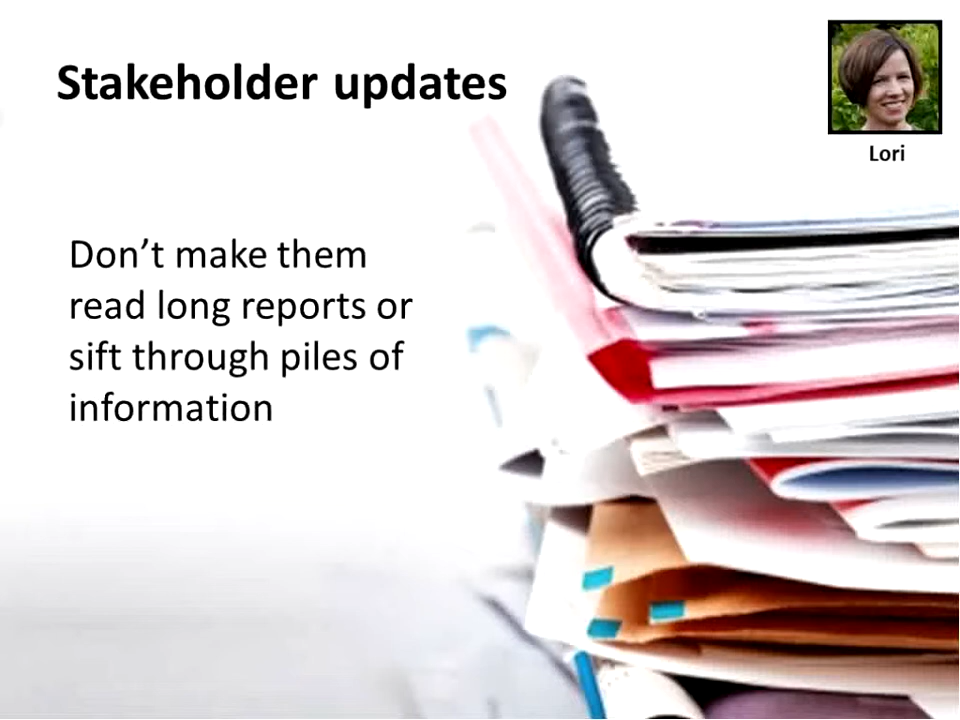 Stakeholder updates
Lori
Don’t make them
read long reports or
sift through piles of
information